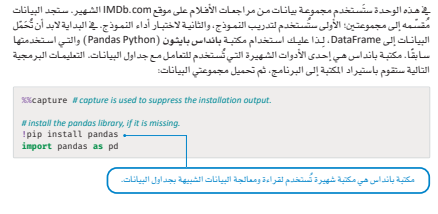 في هذه الوحدة ستُستخدم مجموعة بيانات من مراجعات الأفلام على موقع IMDb.com الشهير. ستجد البيانات
مُقسّمه إلى مجموعتين: الأولى ستُستخدم لتدريب النموذج، والثانية لاختبار أداء النموذج. في البداية لابد أن تُحَمَّل
البيانات إلى DataFrame، لذا عليك استخدام مكتبة بانداس بايثون (Pandas Python) والتي استخدمتها
سابقًا. مكتبة بانداس هي إحدى الأدوات الشهيرة التي تُستخدم للتعامل مع جداول البيانات. التعليمات البرمجية
التالية ستقوم باستيراد المكتبة إلى البرنامج، ثم تحميل مجموعتي البيانات:
%%capture # capture is used to suppress the installation output.
# install the pandas library, if it is missing.
!pip install pandas
import pandas as pd
مكتبة بانداس هي مكتبة شهيرة تُستخدم لقراءة ومعالجة البيانات الشبيهة بجداول البيانات.